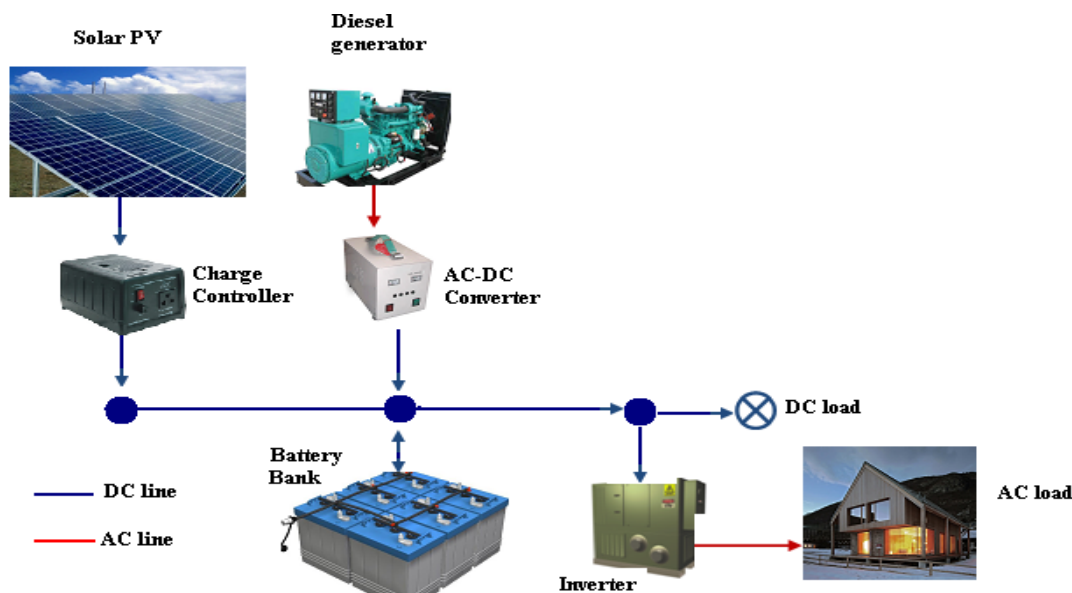 Solar PV
Diesel
generator
Charge
Controller
AC-DC
Converter
DC load
Battery
Bank
DC line
AC line
Inverter
AC load